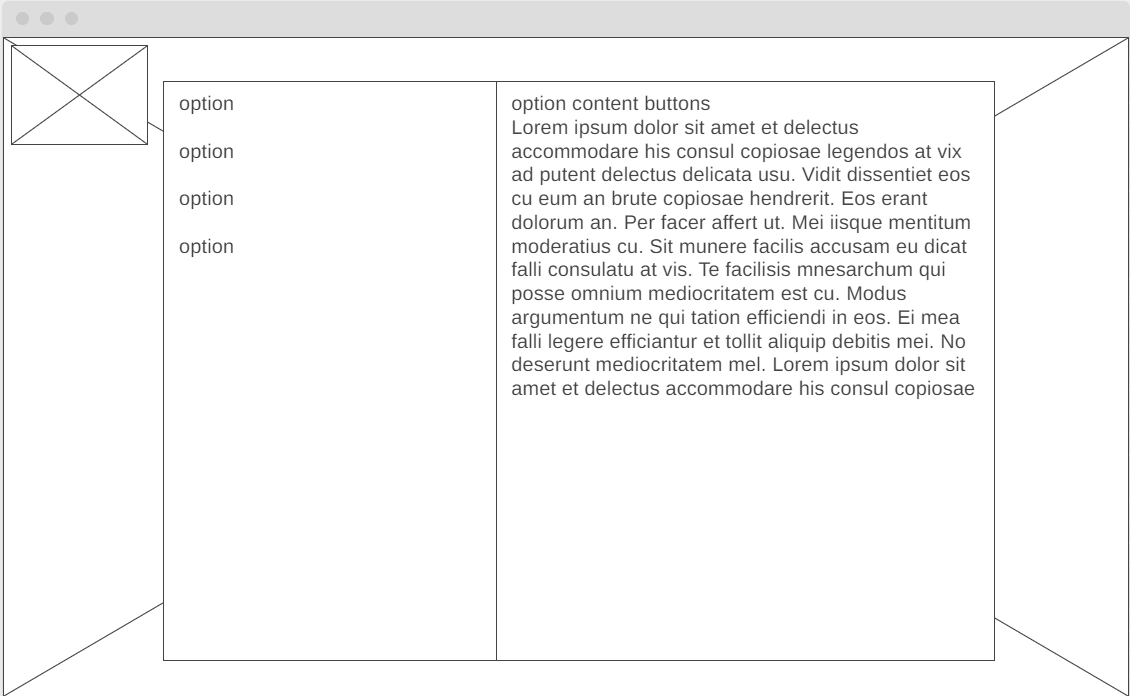 option
option
option
option
option content buttons
Lorem ipsum dolor sit amet et delectus
accommodare his consul copiosae legendos at vix
ad putent delectus delicata usu. Vidit dissentiet eos
cu eum an brute copiosae hendrerit. Eos erant
dolorum an. Per facer affert ut. Mei iisque mentitum
moderatius cu. Sit munere facilis accusam eu dicat
falli consulatu at vis. Te facilisis mnesarchum qui
posse omnium mediocritatem est cu. Modus
argumentum ne qui tation efficiendi in eos. Ei mea
falli legere efficiantur et tollit aliquip debitis mei. No
deserunt mediocritatem mel. Lorem ipsum dolor sit
amet et delectus accommodare his consul copiosae